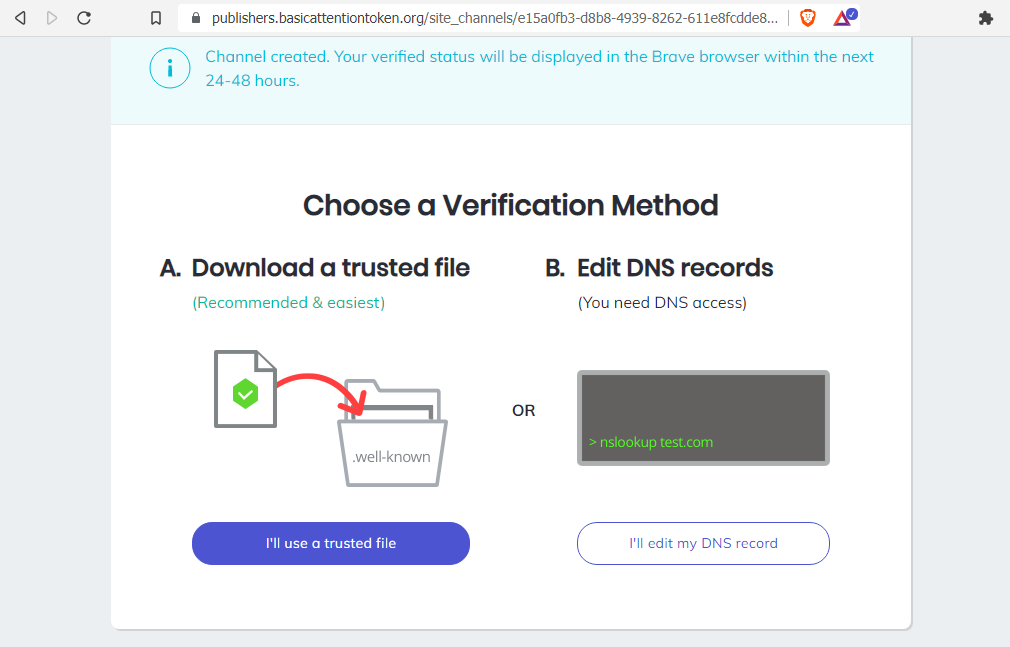 publishers.basicattentiontoken.org/site_channels/e15a0fb3-d8b8-4939-8262-611e8fcdde8...
Channel created. Your verified status will be displayed in the Brave browser within the next
24-48 hours.
Choose a Verification Method
A. Download a trusted file
(Recommended & easiest)
.well-known
I'll use a trusted file
OR
B. Edit DNS records
(You need DNS access)
> nslookup test.com
I'll edit my DNS record